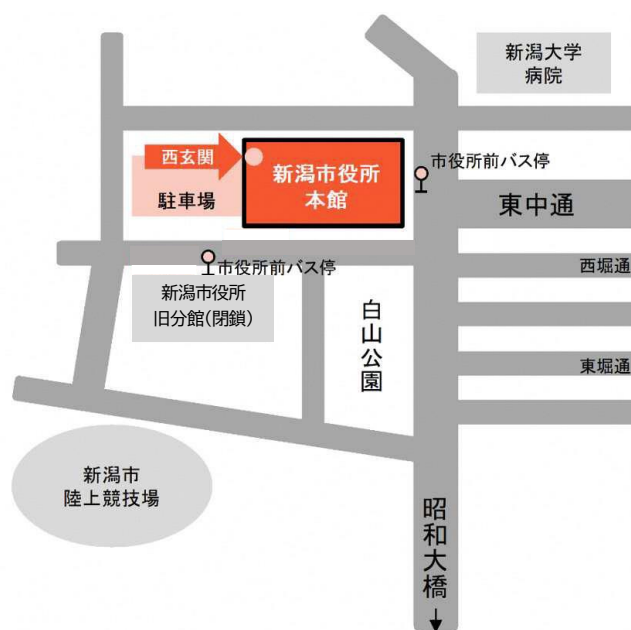 新潟大学
病院
西玄関
新潟市役所
本館
市役所前バス停
駐車場
東中通
市役所前バス停
西堀通
新潟市役所
旧分館(閉鎖)
白山公園
東堀通
新潟市
陸上競技場
昭和大橋